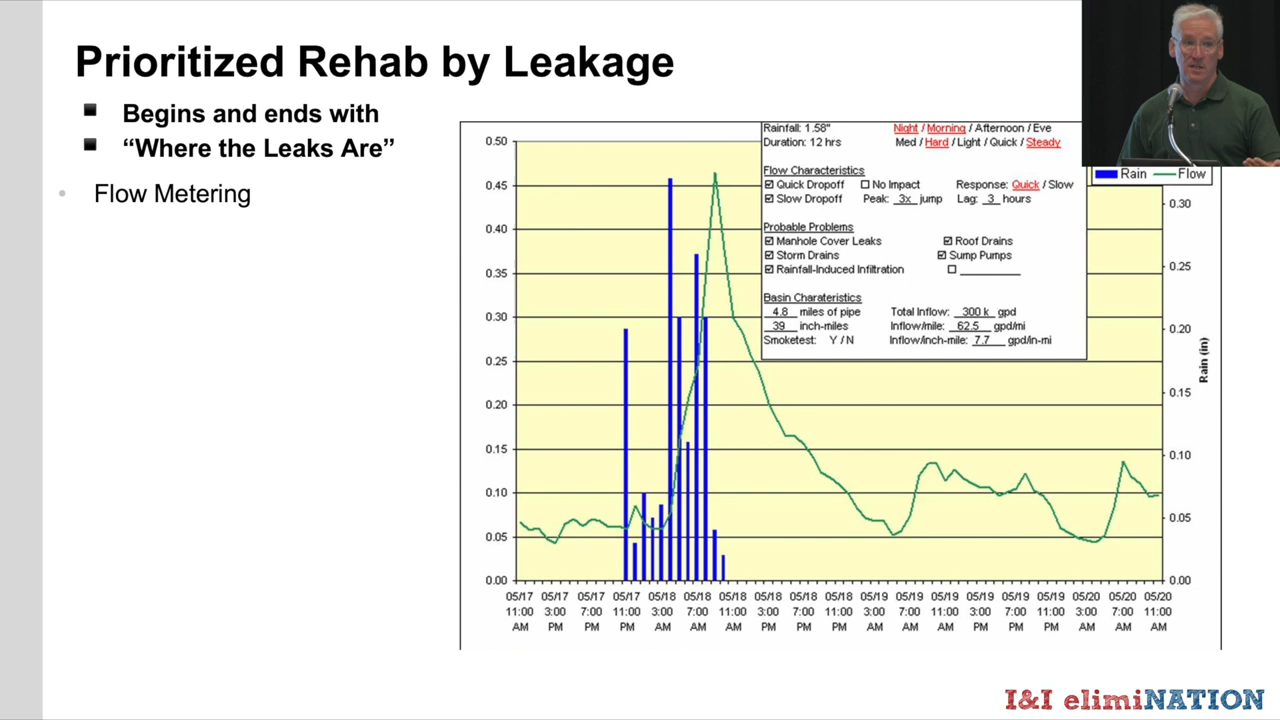 Prioritized Rehab by Leakage
Begins and ends with
“Where the Leaks Are”
Flow Metering
Rainfall: 1.58" Night / Morning / Afternoon / Eve
Duration: 12 hrs Med / Hard / Light / Quick / Steady
Flow Characteristics
Quick Dropoff No Impact Response: Quick / Slow
Slow Dropoff Peak: 3x jump Lag: 3 hours
Probable Problems
Manhole Cover Leaks Roof Drains
Storm Drains Sump Pumps
Rainfall-Induced Infiltration
Basin Charateristics
4.8 miles of pipe Total Inflow: 300 k gpd
39 inch-miles Inflow/mile: 62.5 gpd/mi
Smoketest: Y / N Inflow/inch-mile: 7.7 gpd/in-mi
Rain Flow
0.50
0.45
0.40
0.35
0.30
0.25
0.20
0.15
0.10
0.05
0.00
0.30
0.25
0.20
0.15
0.10
0.05
0.00
Rain (in)
05/17 05/17 05/17 05/17 05/18 05/18 05/18 05/18 05/18 05/18 05/18 05/19 05/19 05/19 05/19 05/19 05/20 05/20 05/20
11:00 3:00 7:00 11:00 3:00 7:00 11:00 3:00 7:00 11:00 3:00 7:00 11:00 3:00 7:00 11:00 3:00 7:00 11:00
AM PM PM PM AM AM AM PM PM PM AM AM AM PM PM PM AM AM AM
I&I elimiNATION